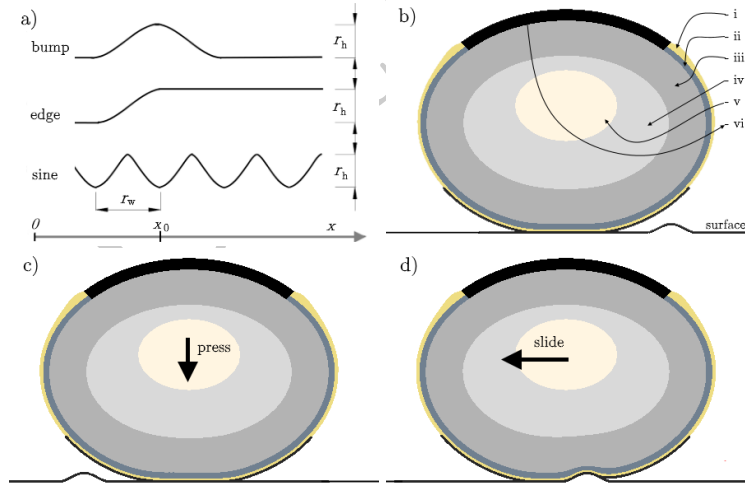 a)
bump
r_h
edge
r_h
sine
r_h
r_w
0
x_0
x
b)
i
ii
iii
iv
v
vi
surface
c)
press
d)
slide